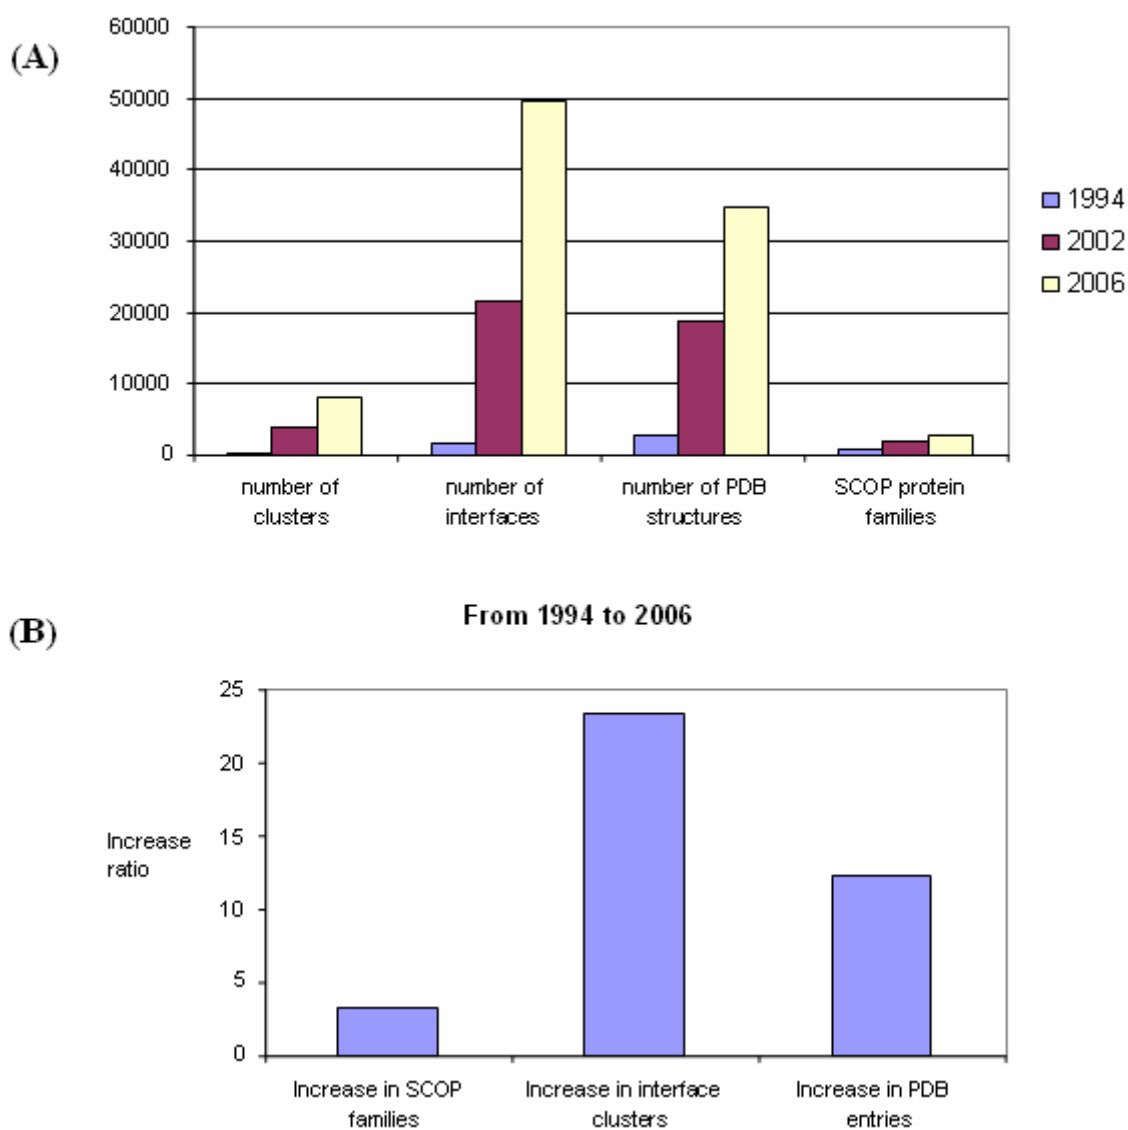 (A)
60000
50000
40000
30000
20000
10000
0
number of
clusters
number of
interfaces
number of PDB
structures
SCOP protein
families
1994
2002
2006
(B)
From 1994 to 2006
Increase
ratio
25
20
15
10
5
0
Increase in SCOP
families
Increase in interface
clusters
Increase in PDB
entries